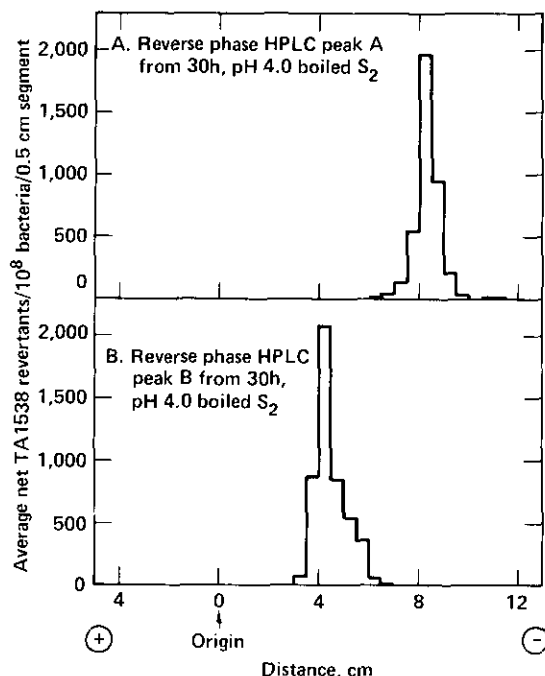 Average net TA1538 revertants/10⁸ bacteria/0.5 cm segment
2,000
1,500
1,000
500
0
A. Reverse phase HPLC peak A
from 30h, pH 4.0 boiled S₂
2,000
1,500
1,000
500
0
B. Reverse phase HPLC
peak B from 30h,
pH 4.0 boiled S₂
4 0 4 8 12
+ Origin −
Distance, cm